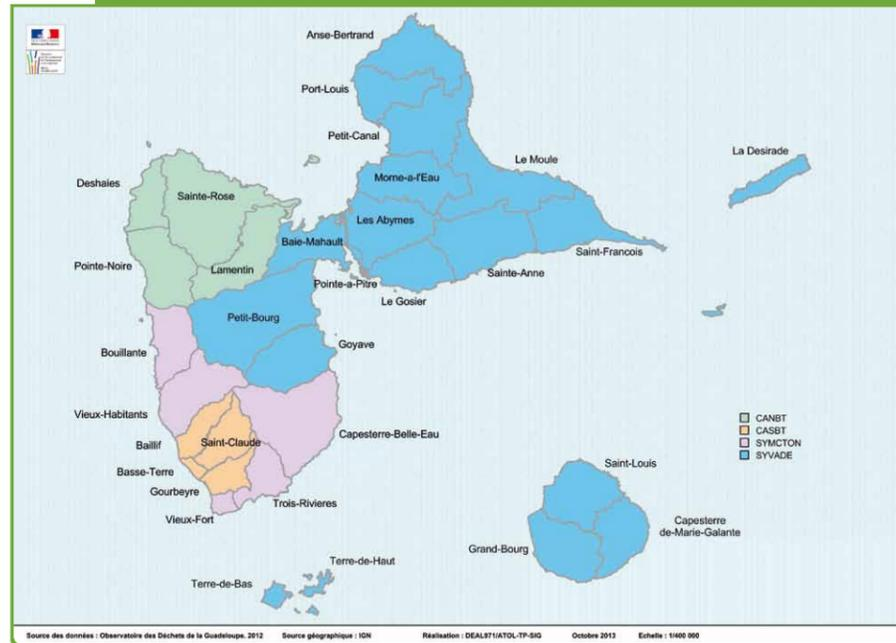 Anse-Bertrand
Port-Louis
Petit-Canal
Le Moule
La Desirade
Morne-a-l'Eau
Deshaies
Sainte-Rose
Les Abymes
Baie-Mahault
Saint-Francois
Pointe-Noire
Lamentin
Sainte-Anne
Pointe-a-Pitre
Le Gosier
Petit-Bourg
Goyave
Bouillante
Vieux-Habitants
Capesterre-Belle-Eau
Baillif
Saint-Claude
Basse-Terre
Gourbeyre
Trois-Rivieres
Vieux-Fort
CANBT
CASBT
SYMCTON
SYVADE
Saint-Louis
Capesterre
de-Marie-Galante
Grand-Bourg
Terre-de-Haut
Terre-de-Bas
Source des données : Observatoire des Déchets de la Guadeloupe. 2012 Source géographique : IGN Réalisation : DEAL971/ATOL-TP-SIG Octobre 2013 Echelle : 1/400 000